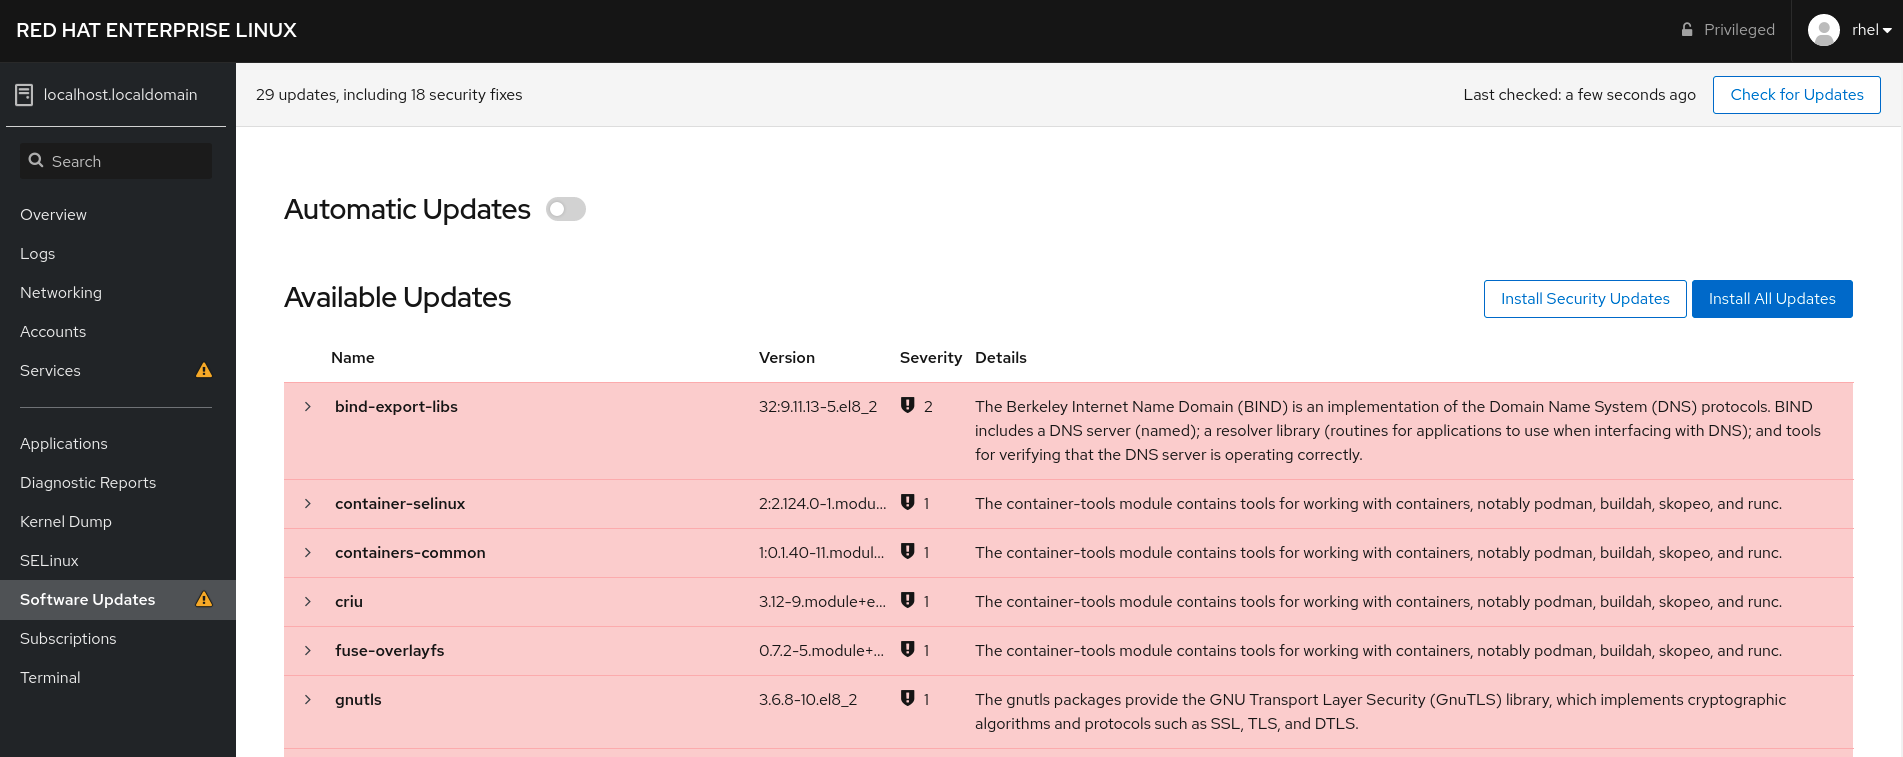 RED HAT ENTERPRISE LINUX
Privileged
rhel
localhost.localdomain
29 updates, including 18 security fixes
Last checked: a few seconds ago
Check for Updates
Search
Overview
Logs
Networking
Accounts
Services
Applications
Diagnostic Reports
Kernel Dump
SELinux
Software Updates
Subscriptions
Terminal
Automatic Updates
Available Updates
Install Security Updates
Install All Updates
Name Version Severity Details
bind-export-libs 32:9.11.13-5.el8_2 2 The Berkeley Internet Name Domain (BIND) is an implementation of the Domain Name System (DNS) protocols. BIND
includes a DNS server (named); a resolver library (routines for applications to use when interfacing with DNS); and tools
for verifying that the DNS server is operating correctly.
container-selinux 2:2.124.0-1.modu... 1 The container-tools module contains tools for working with containers, notably podman, buildah, skopeo, and runc.
containers-common 1:0.1.40-11.modul... 1 The container-tools module contains tools for working with containers, notably podman, buildah, skopeo, and runc.
criu 3.12-9.module+e... 1 The container-tools module contains tools for working with containers, notably podman, buildah, skopeo, and runc.
fuse-overlayfs 0.7.2-5.module+... 1 The container-tools module contains tools for working with containers, notably podman, buildah, skopeo, and runc.
gnutls 3.6.8-10.el8_2 1 The gnutls packages provide the GNU Transport Layer Security (GnuTLS) library, which implements cryptographic
algorithms and protocols such as SSL, TLS, and DTLS.